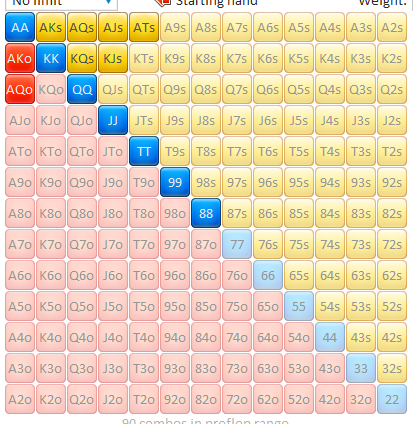 No limit Starting hand Weight:
AA AKs AQs AJs ATs A9s A8s A7s A6s A5s A4s A3s A2s
AKo KK KQs KJs KTs K9s K8s K7s K6s K5s K4s K3s K2s
AQo KQo QQ QJs QTs Q9s Q8s Q7s Q6s Q5s Q4s Q3s Q2s
AJo KJo QJo JJ JTs J9s J8s J7s J6s J5s J4s J3s J2s
ATo KTo QTo JTo TT T9s T8s T7s T6s T5s T4s T3s T2s
A9o K9o Q9o J9o T9o 99 98s 97s 96s 95s 94s 93s 92s
A8o K8o Q8o J8o T8o 98o 88 87s 86s 85s 84s 83s 82s
A7o K7o Q7o J7o T7o 97o 87o 77 76s 75s 74s 73s 72s
A6o K6o Q6o J6o T6o 96o 86o 76o 66 65s 64s 63s 62s
A5o K5o Q5o J5o T5o 95o 85o 75o 65o 55 54s 53s 52s
A4o K4o Q4o J4o T4o 94o 84o 74o 64o 54o 44 43s 42s
A3o K3o Q3o J3o T3o 93o 83o 73o 63o 53o 43o 33 32s
A2o K2o Q2o J2o T2o 92o 82o 72o 62o 52o 42o 32o 22
90 combos in preflop range